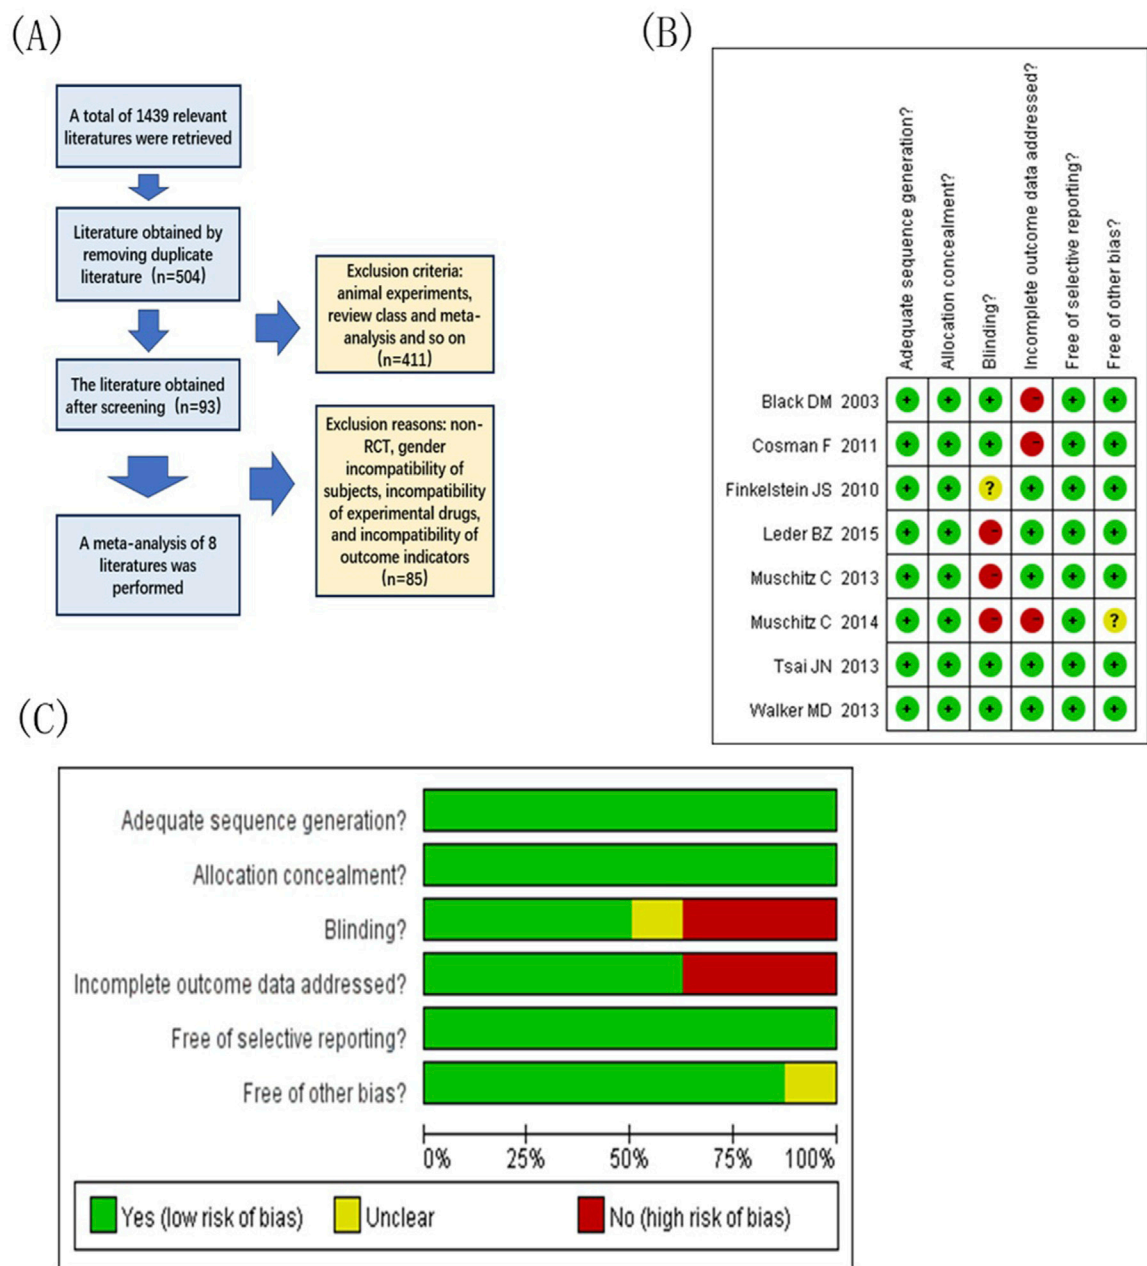 (A)
A total of 1439 relevant
literatures were retrieved
Literature obtained by
removing duplicate
literature (n=504)
Exclusion criteria:
animal experiments,
review class and meta-
analysis and so on
(n=411)
The literature obtained
after screening (n=93)
Exclusion reasons: non-
RCT, gender
incompatibility of
subjects, incompatibility
of experimental drugs,
and incompatibility of
outcome indicators
(n=85)
A meta-analysis of 8
literatures was
performed
(B)
Adequate sequence generation?
Allocation concealment?
Blinding?
Incomplete outcome data addressed?
Free of selective reporting?
Free of other bias?
Black DM 2003 + + + - + +
Cosman F 2011 + + + - + +
Finkelstein JS 2010 + + ? + + +
Leder BZ 2015 + + - + + +
Muschitz C 2013 + + - + + +
Muschitz C 2014 + + - - + ?
Tsai JN 2013 + + + + + +
Walker MD 2013 + + + + + +
(C)
Adequate sequence generation?
Allocation concealment?
Blinding?
Incomplete outcome data addressed?
Free of selective reporting?
Free of other bias?
0% 25% 50% 75% 100%
Yes (low risk of bias) Unclear No (high risk of bias)